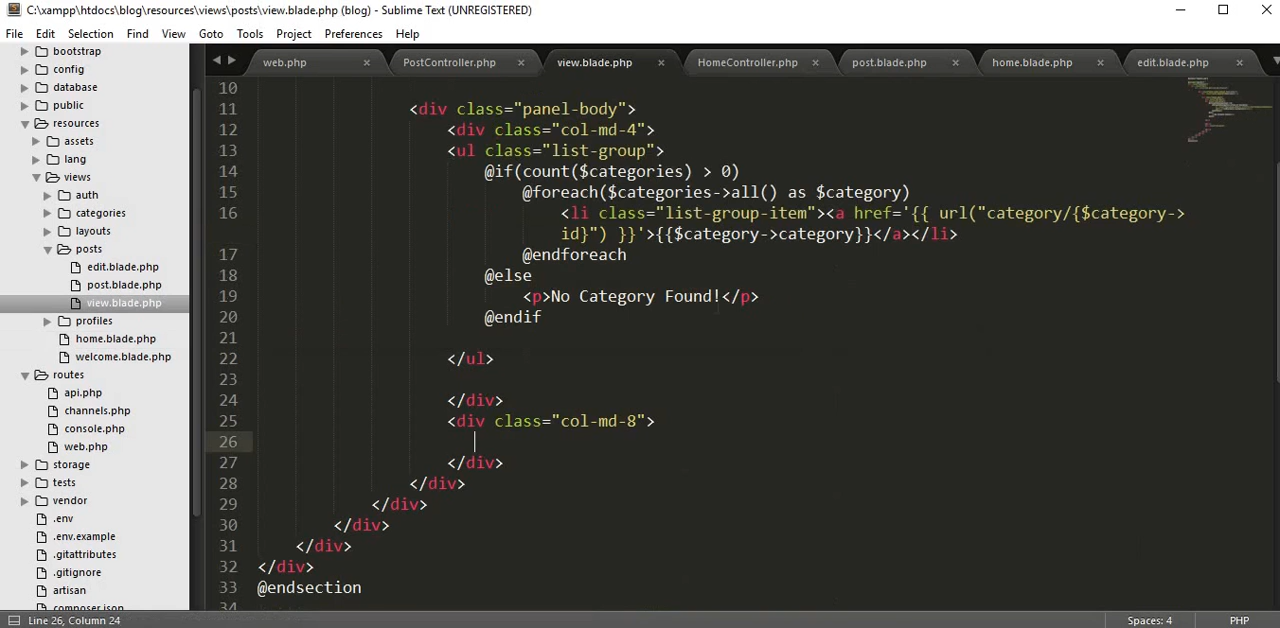 C:\xampp\htdocs\blog\resources\views\posts\view.blade.php (blog) - Sublime Text (UNREGISTERED)
File Edit Selection Find View Goto Tools Project Preferences Help
bootstrap
config
database
public
resources
assets
lang
views
auth
categories
layouts
posts
edit.blade.php
post.blade.php
view.blade.php
profiles
home.blade.php
welcome.blade.php
routes
api.php
channels.php
console.php
web.php
storage
tests
vendor
.env
.env.example
.gitattributes
.gitignore
artisan
composer.json
web.php PostController.php view.blade.php HomeController.php post.blade.php home.blade.php edit.blade.php
10
11 <div class="panel-body">
12 <div class="col-md-4">
13 <ul class="list-group">
14 @if(count($categories) > 0)
15 @foreach($categories->all() as $category)
16 <li class="list-group-item"><a href='{{ url("category/{$category->
id}") }}'>{{$category->category}}</a></li>
17 @endforeach
18 @else
19 <p>No Category Found!</p>
20 @endif
21
22 </ul>
23
24 </div>
25 <div class="col-md-8">
26
27 </div>
28 </div>
29 </div>
30 </div>
31 </div>
32 </div>
33 @endsection
34
Line 26, Column 24 Spaces: 4 PHP